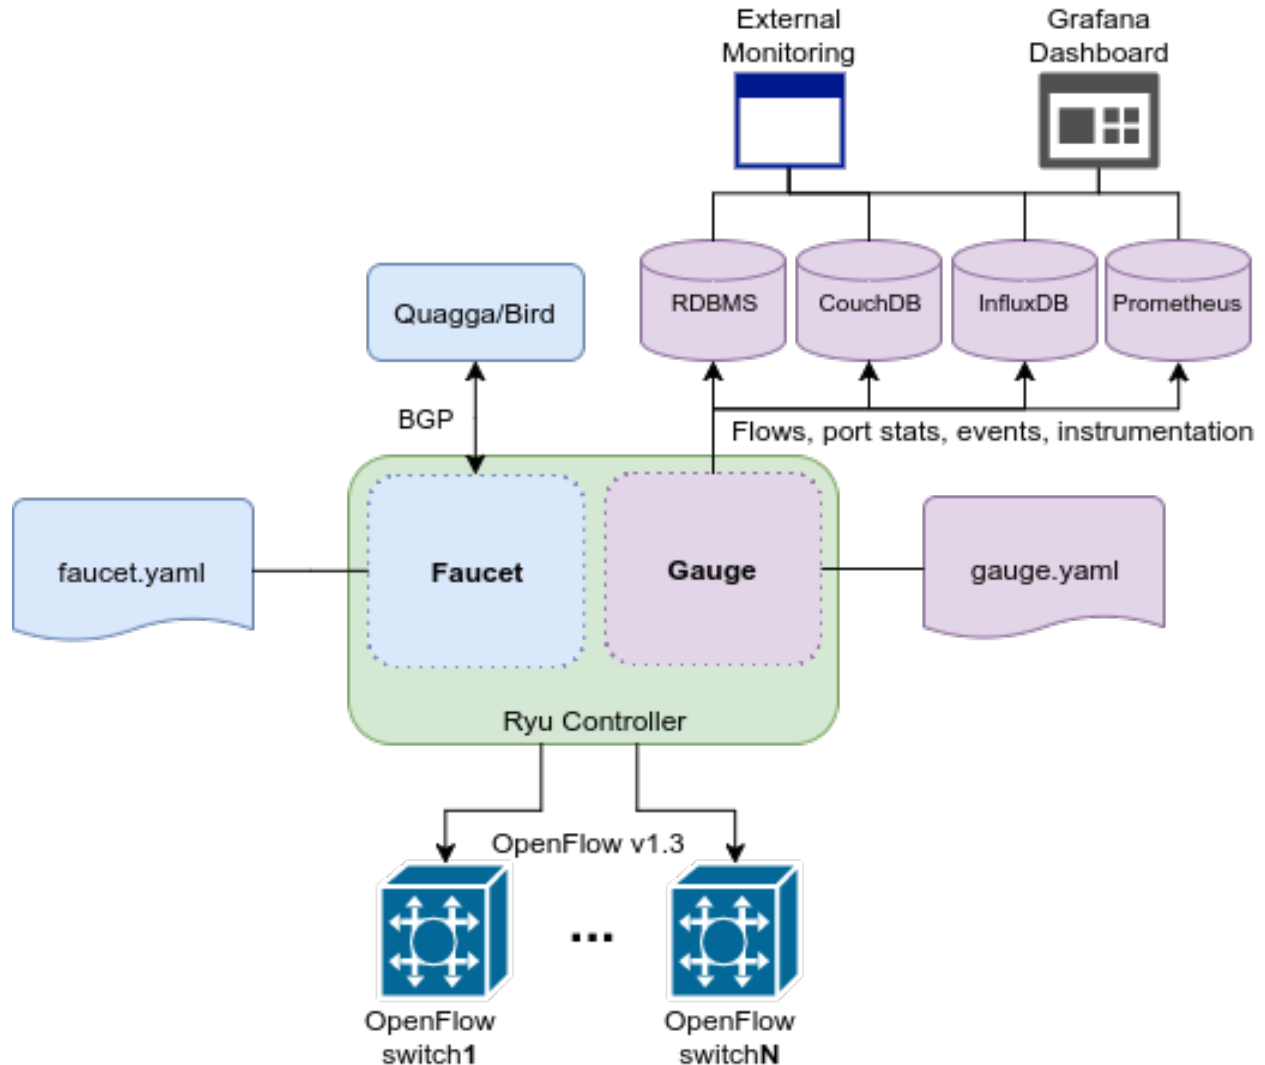 External
Monitoring
Grafana
Dashboard
RDBMS
CouchDB
InfluxDB
Prometheus
Quagga/Bird
BGP
Flows, port stats, events, instrumentation
faucet.yaml
Faucet
Gauge
gauge.yaml
Ryu Controller
OpenFlow v1.3
...
OpenFlow
switch1
OpenFlow
switchN